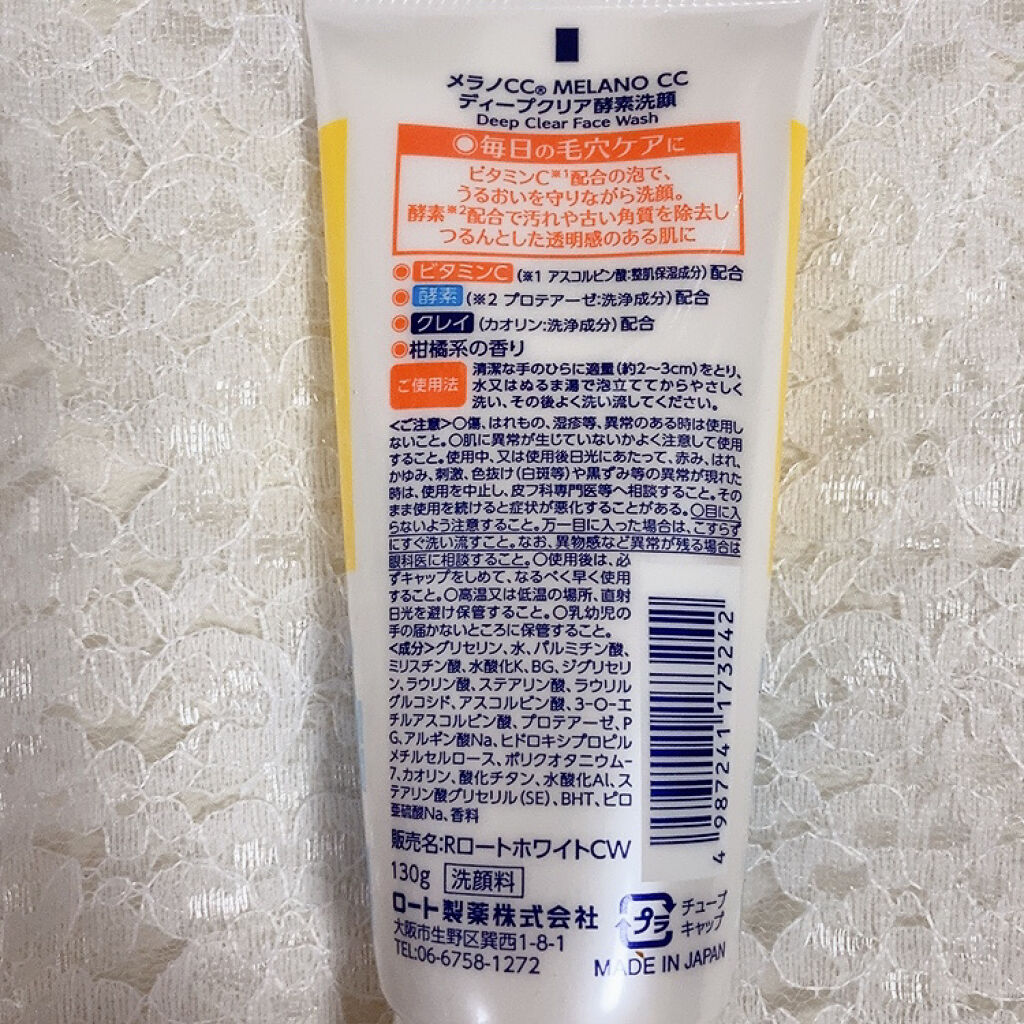 メラノCC® MELANO CC
ディープクリア酵素洗顔
Deep Clear Face Wash
◎毎日の毛穴ケアに
ビタミンC※1配合の泡で、
うるおいを守りながら洗顔。
酵素※2配合で汚れや古い角質を除去し
つるんとした透明感のある肌に
◉ビタミンC(※1 アスコルビン酸:整肌保湿成分)配合
◉酵素(※2 プロテアーゼ:洗浄成分)配合
◉クレイ(カオリン:洗浄成分)配合
◉柑橘系の香り
ご使用法
清潔な手のひらに適量(約2〜3cm)をとり、
水又はぬるま湯で泡立ててからやさしく
洗い、その後よく洗い流してください。
<ご注意>○傷、はれもの、湿疹等、異常のある時は使用し
ないこと。○肌に異常が生じていないかよく注意して使用
すること。使用中、又は使用後日光にあたって、赤み、はれ、
かゆみ、刺激、色抜け(白斑等)や黒ずみ等の異常が現れた
時は、使用を中止し、皮フ科専門医等へ相談すること。その
まま使用を続けると症状が悪化することがある。○目に入
らないよう注意すること。万一目に入った場合は、こすらず
にすぐ洗い流すこと。なお、異物感など異常が残る場合は
眼科医に相談すること。○使用後は、必
ずキャップをしめて、なるべく早く使用
すること。○高温又は低温の場所、直射
日光を避け保管すること。○乳幼児の
手の届かないところに保管すること。
<成分>グリセリン、水、パルミチン酸、
ミリスチン酸、水酸化K、BG、ジグリセリ
ン、ラウリン酸、ステアリン酸、ラウリル
グルコシド、アスコルビン酸、3-O-エ
チルアスコルビン酸、プロテアーゼ、P
G、アルギン酸Na、ヒドロキシプロピル
メチルセルロース、ポリクオタニウム-
7、カオリン、酸化チタン、水酸化Al、ス
テアリン酸グリセリル(SE)、BHT、ピロ
亜硫酸Na、香料
4 987241 173242
販売名:RロートホワイトCW
130g 洗顔料
ロート製薬株式会社
大阪市生野区巽西1-8-1
TEL:06-6758-1272
プラ
チューブ
キャップ
MADE IN JAPAN